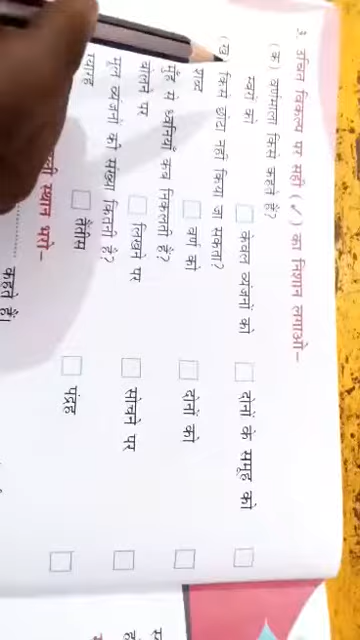 3. उचित विकल्प पर सही (✓) का निशान लगाओ–
(क) वर्णमाला किसे कहते हैं?
स्वरों को केवल व्यंजनों को दोनों के समूह को
(ख) किसे छोटा नहीं किया जा सकता?
शब्द वर्ण को दोनों को
मुँह से ध्वनियाँ कब निकलती हैं?
बोलने पर लिखने पर सोचने पर
मूल व्यंजनों की संख्या कितनी है?
ग्यारह तैंतीस पंद्रह
स्थान भरो–
कहते हैं।